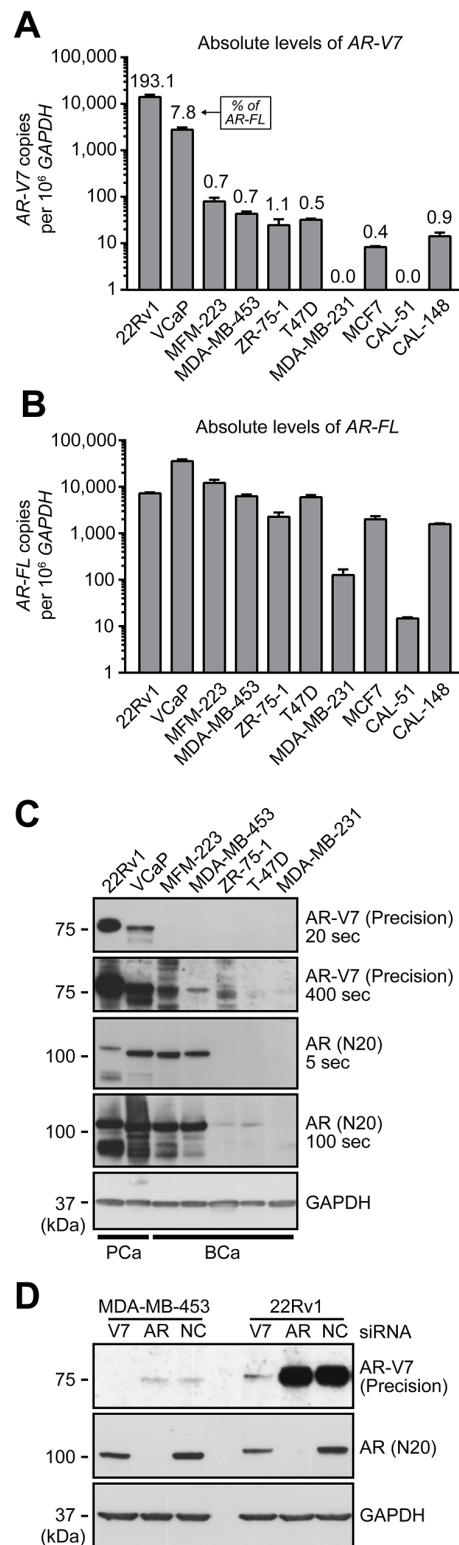 A
Absolute levels of AR-V7
AR-V7 copies
per 10⁶ GAPDH
100,000
10,000
1,000
100
10
1
193.1
7.8
% of
AR-FL
0.7
0.7
1.1
0.5
0.0
0.4
0.0
0.9
22Rv1
VCaP
MFM-223
MDA-MB-453
ZR-75-1
T47D
MDA-MB-231
MCF7
CAL-51
CAL-148
B
Absolute levels of AR-FL
AR-FL copies
per 10⁶ GAPDH
100,000
10,000
1,000
100
10
1
22Rv1
VCaP
MFM-223
MDA-MB-453
ZR-75-1
T47D
MDA-MB-231
MCF7
CAL-51
CAL-148
C
22Rv1
VCaP
MFM-223
MDA-MB-453
ZR-75-1
T-47D
MDA-MB-231
75
AR-V7 (Precision)
20 sec
75
AR-V7 (Precision)
400 sec
100
AR (N20)
5 sec
100
AR (N20)
100 sec
37
(kDa)
GAPDH
PCa
BCa
D
MDA-MB-453
22Rv1
V7 AR NC V7 AR NC siRNA
75
AR-V7
(Precision)
100
AR (N20)
37
(kDa)
GAPDH